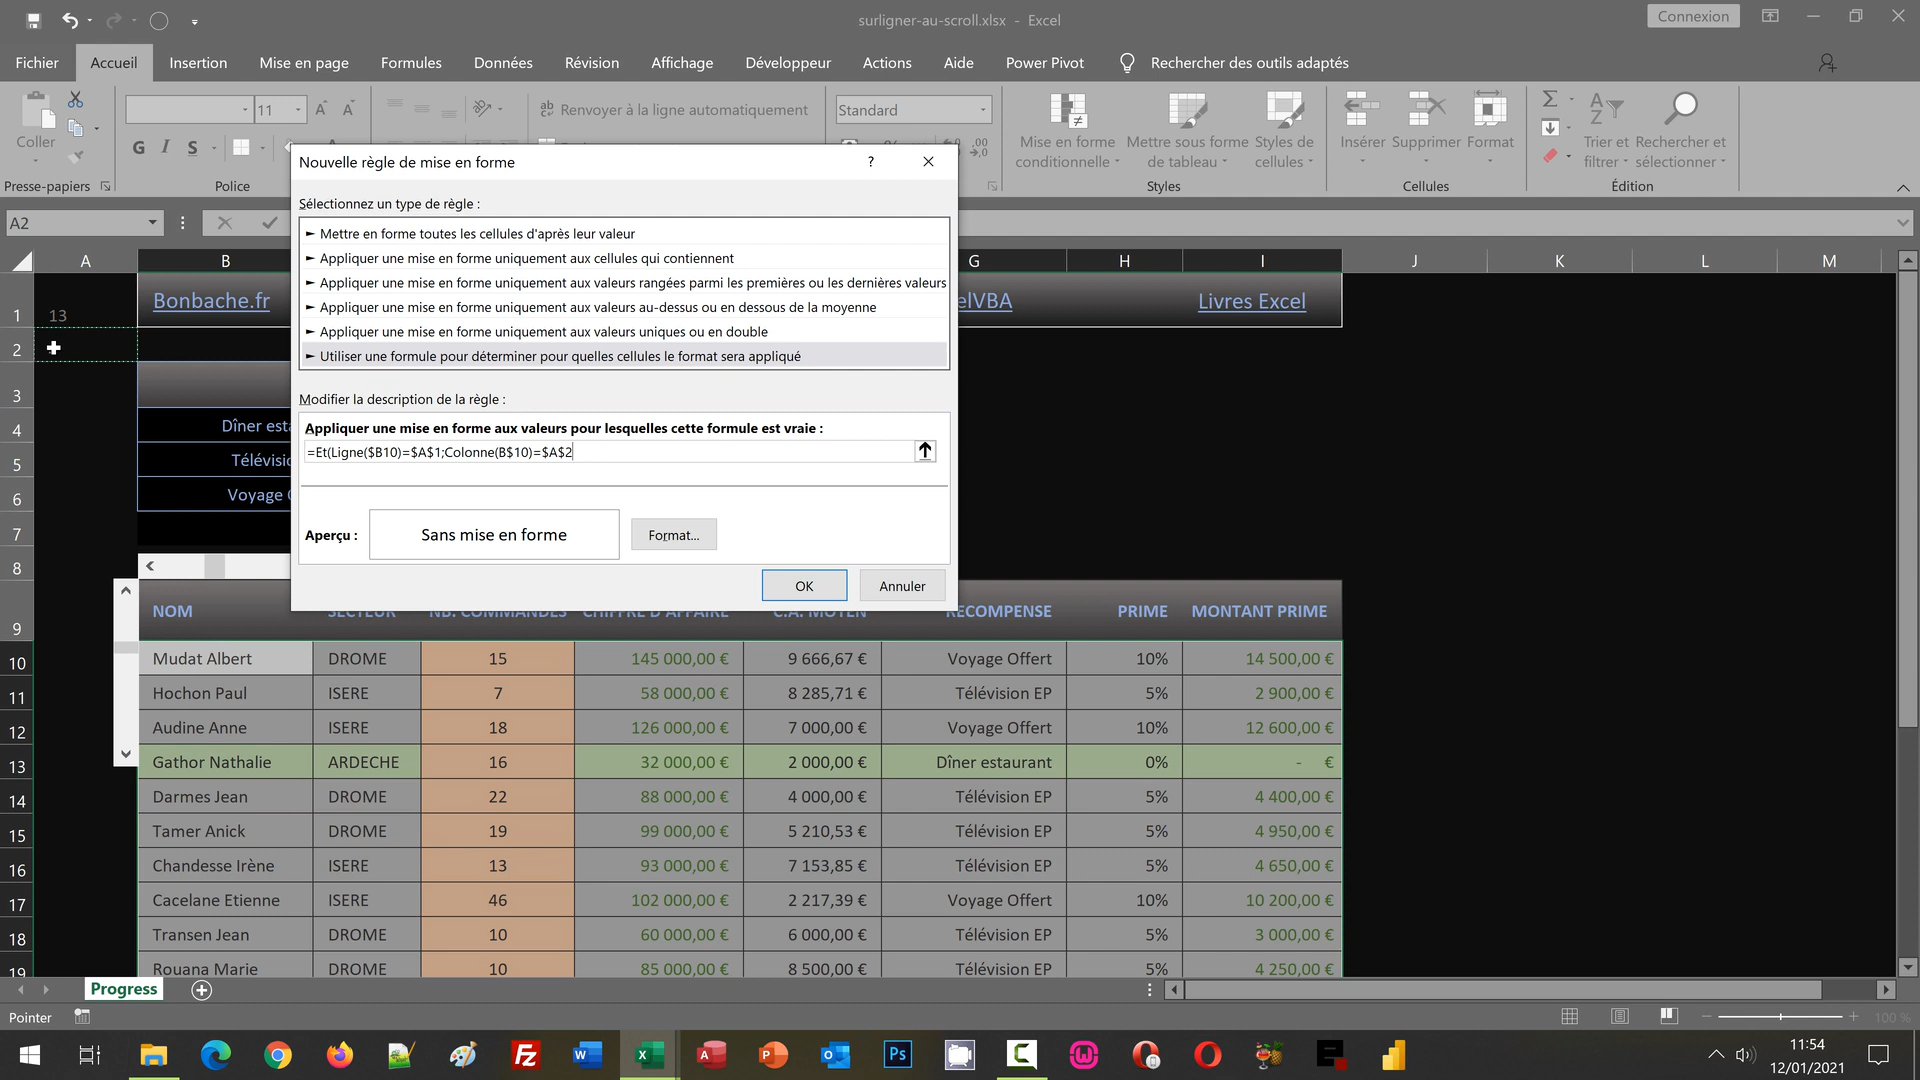 surligner-au-scroll.xlsx - Excel
Connexion
Fichier
Accueil
Insertion
Mise en page
Formules
Données
Révision
Affichage
Développeur
Actions
Aide
Power Pivot
Rechercher des outils adaptés
Coller
11
Renvoyer à la ligne automatiquement
Standard
G I S
Mise en forme conditionnelle
Mettre sous forme de tableau
Styles de cellules
Insérer
Supprimer
Format
Trier et filtrer
Rechercher et sélectionner
Presse-papiers
Police
Styles
Cellules
Édition
Nouvelle règle de mise en forme
Sélectionnez un type de règle :
► Mettre en forme toutes les cellules d'après leur valeur
► Appliquer une mise en forme uniquement aux cellules qui contiennent
► Appliquer une mise en forme uniquement aux valeurs rangées parmi les premières ou les dernières valeurs
► Appliquer une mise en forme uniquement aux valeurs au-dessus ou en dessous de la moyenne
► Appliquer une mise en forme uniquement aux valeurs uniques ou en double
► Utiliser une formule pour déterminer pour quelles cellules le format sera appliqué
Modifier la description de la règle :
Appliquer une mise en forme aux valeurs pour lesquelles cette formule est vraie :
=Et(Ligne($B10)=$A$1;Colonne(B$10)=$A$2
Aperçu :
Sans mise en forme
Format...
OK
Annuler
A2
A B G H I J K L M
1 13 Bonbache.fr elVBA Livres Excel
2
3
4 Dîner esta
5 Télévisio
6 Voyage
7
8
9 NOM SECTEUR NB. COMMANDES CHIFFRE D'AFFAIRE C.A. MOYEN RECOMPENSE PRIME MONTANT PRIME
10 Mudat Albert DROME 15 145 000,00 € 9 666,67 € Voyage Offert 10% 14 500,00 €
11 Hochon Paul ISERE 7 58 000,00 € 8 285,71 € Télévision EP 5% 2 900,00 €
12 Audine Anne ISERE 18 126 000,00 € 7 000,00 € Voyage Offert 10% 12 600,00 €
13 Gathor Nathalie ARDECHE 16 32 000,00 € 2 000,00 € Dîner estaurant 0% - €
14 Darmes Jean DROME 22 88 000,00 € 4 000,00 € Télévision EP 5% 4 400,00 €
15 Tamer Anick DROME 19 99 000,00 € 5 210,53 € Télévision EP 5% 4 950,00 €
16 Chandesse Irène ISERE 13 93 000,00 € 7 153,85 € Télévision EP 5% 4 650,00 €
17 Cacelane Etienne ISERE 46 102 000,00 € 2 217,39 € Voyage Offert 10% 10 200,00 €
18 Transen Jean DROME 10 60 000,00 € 6 000,00 € Télévision EP 5% 3 000,00 €
19 Rouana Marie DROME 10 85 000,00 € 8 500,00 € Télévision EP 5% 4 250,00 €
Progress
Pointer
100 %
11:54
12/01/2021